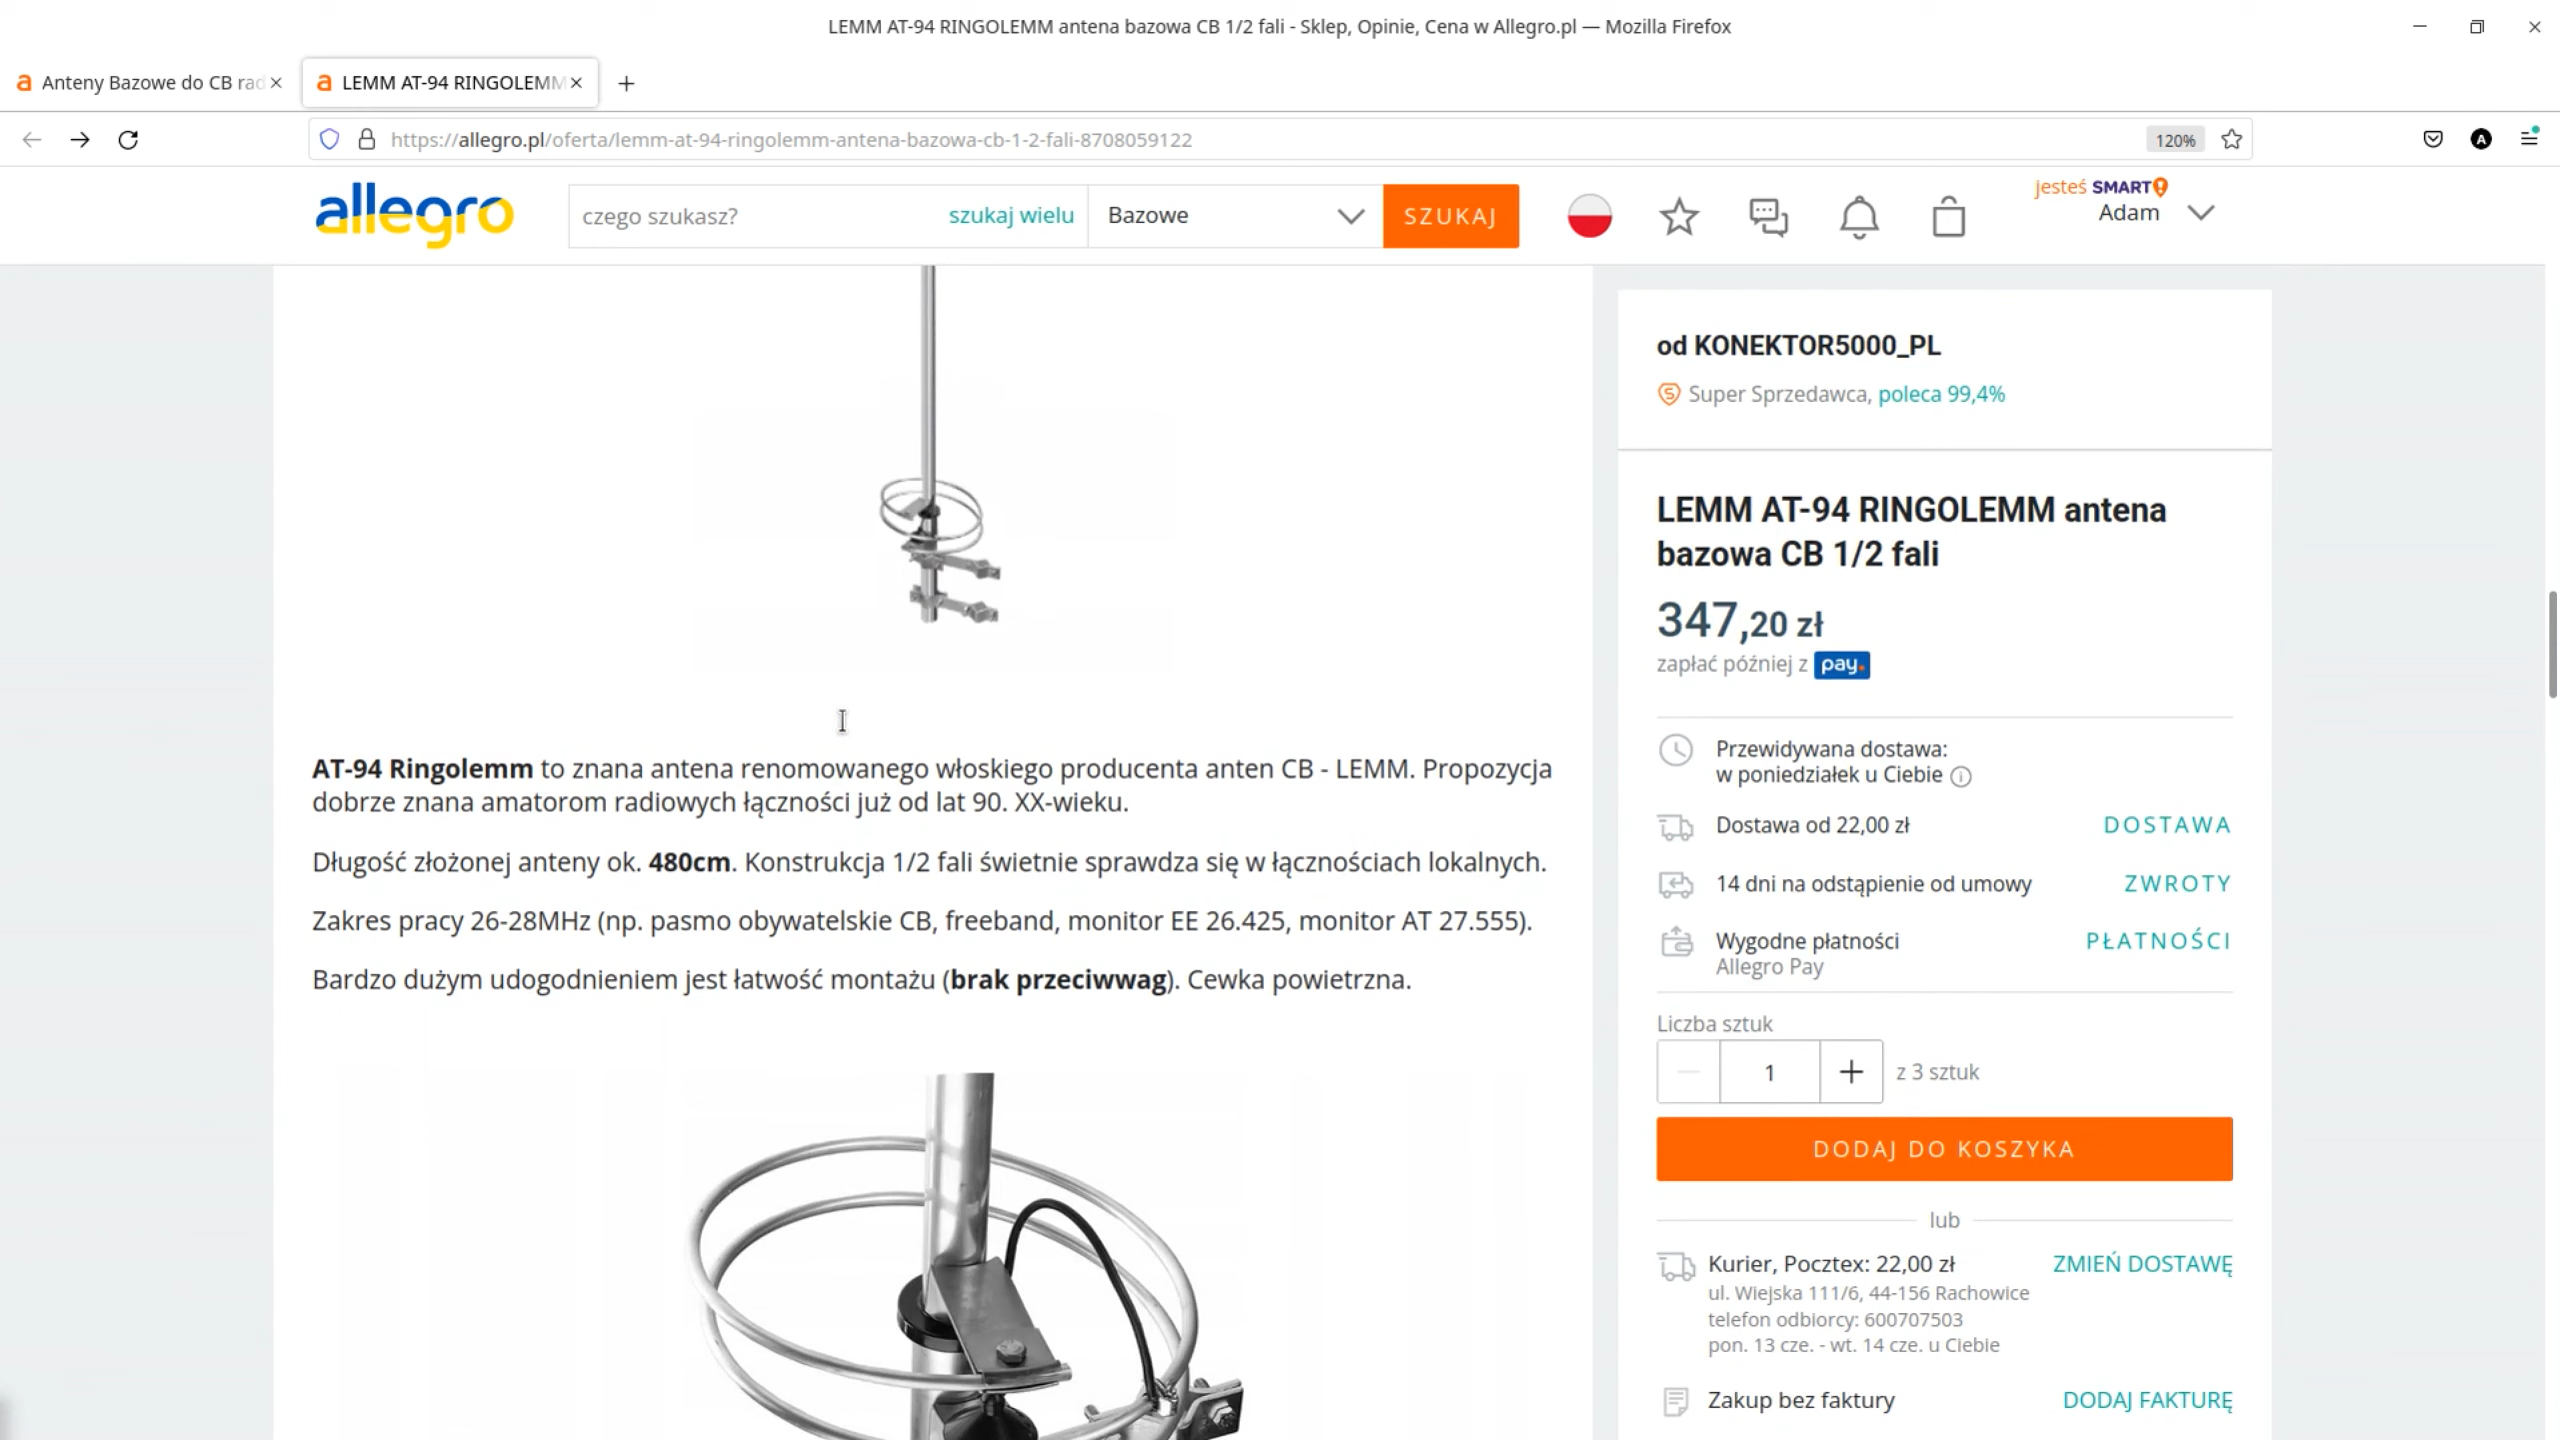 LEMM AT-94 RINGOLEMM antena bazowa CB 1/2 fali - Sklep, Opinie, Cena w Allegro.pl — Mozilla Firefox
Anteny Bazowe do CB rad
LEMM AT-94 RINGOLEMM
https://allegro.pl/oferta/lemm-at-94-ringolemm-antena-bazowa-cb-1-2-fali-8708059122
120%
A
allegro
czego szukasz?
szukaj wielu
Bazowe
SZUKAJ
jesteś SMART!
Adam
od KONEKTOR5000_PL
Super Sprzedawca, poleca 99,4%
LEMM AT-94 RINGOLEMM antena
bazowa CB 1/2 fali
347,20 zł
zapłać później z pay.
AT-94 Ringolemm to znana antena renomowanego włoskiego producenta anten CB - LEMM. Propozycja
dobrze znana amatorom radiowych łączności już od lat 90. XX-wieku.
Długość złożonej anteny ok. 480cm. Konstrukcja 1/2 fali świetnie sprawdza się w łącznościach lokalnych.
Zakres pracy 26-28MHz (np. pasmo obywatelskie CB, freeband, monitor EE 26.425, monitor AT 27.555).
Bardzo dużym udogodnieniem jest łatwość montażu (brak przeciwwag). Cewka powietrzna.
Przewidywana dostawa:
w poniedziałek u Ciebie
Dostawa od 22,00 zł
DOSTAWA
14 dni na odstąpienie od umowy
ZWROTY
Wygodne płatności
PŁATNOŚCI
Allegro Pay
Liczba sztuk
1
z 3 sztuk
DODAJ DO KOSZYKA
lub
Kurier, Pocztex: 22,00 zł
ZMIEŃ DOSTAWĘ
ul. Wiejska 111/6, 44-156 Rachowice
telefon odbiorcy: 600707503
pon. 13 cze. - wt. 14 cze. u Ciebie
Zakup bez faktury
DODAJ FAKTURĘ